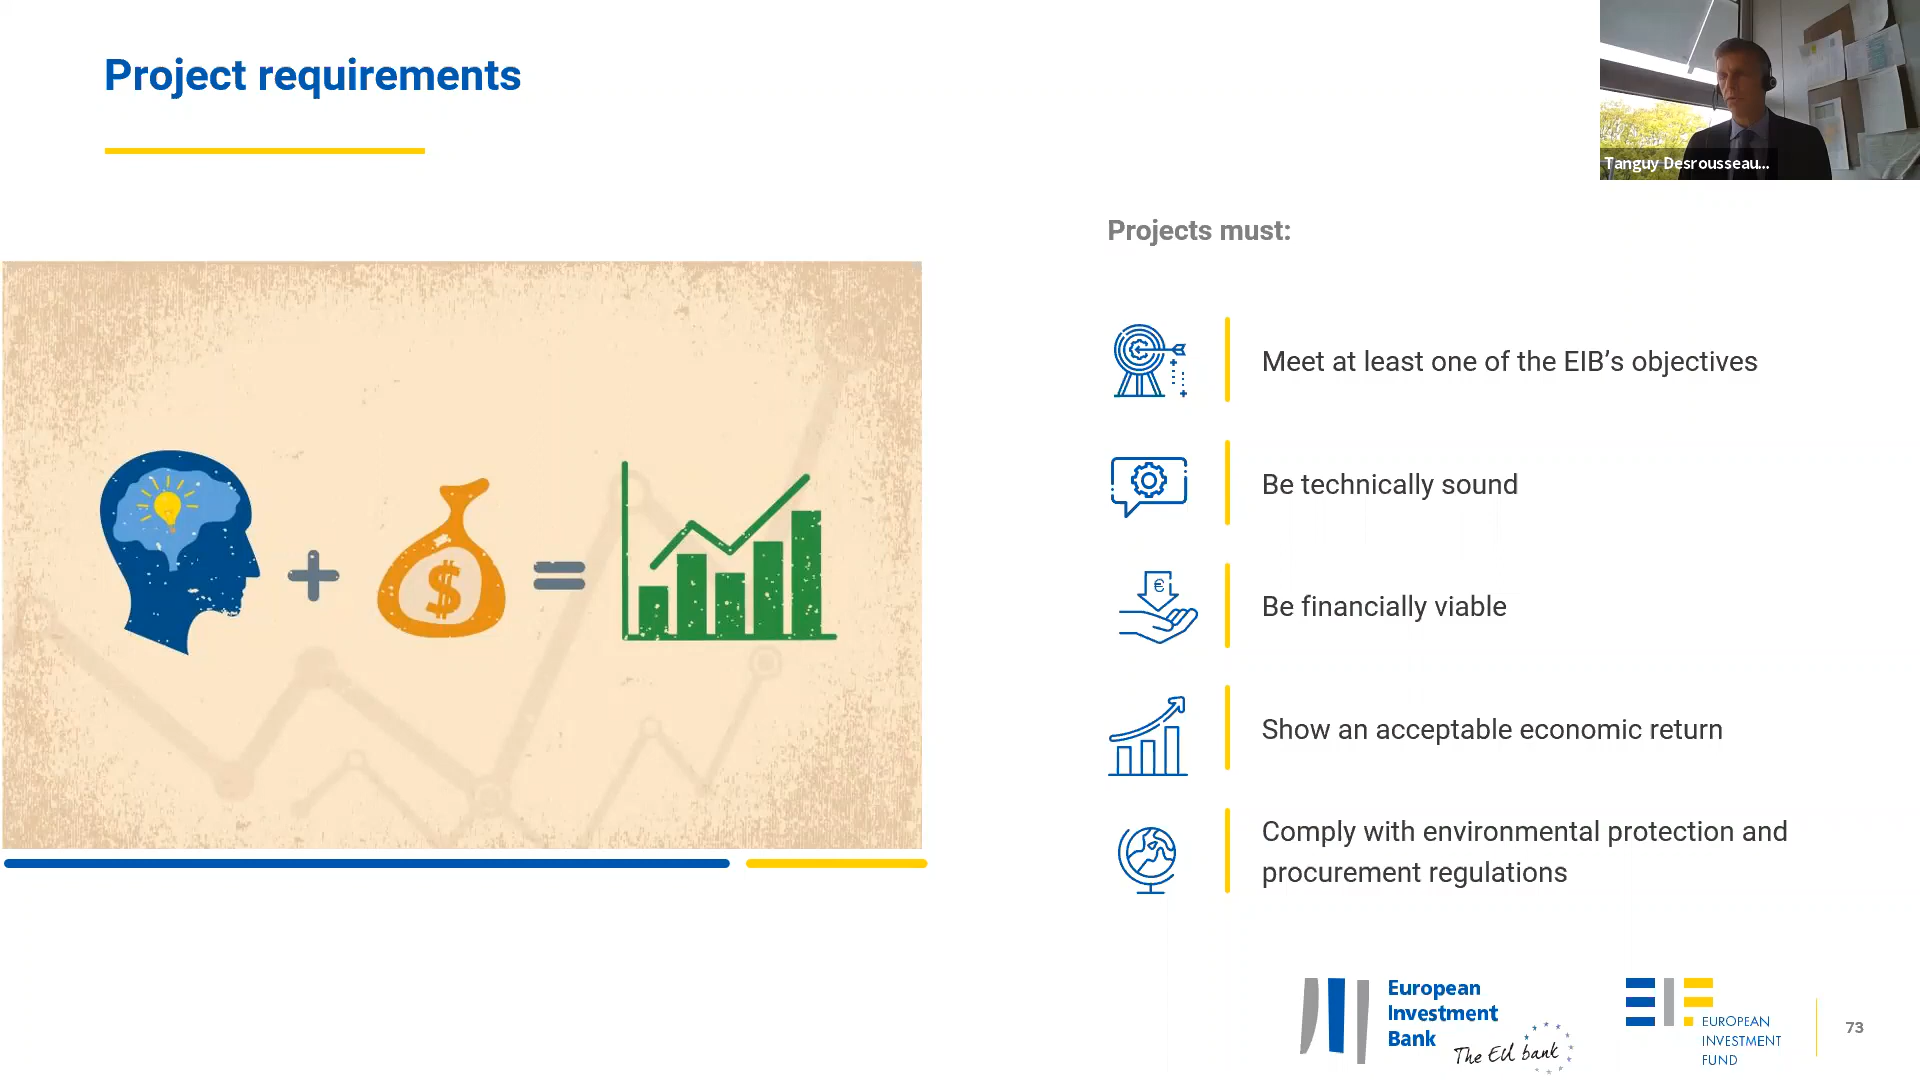 Project requirements
Tanguy Desrousseau...
Projects must:
Meet at least one of the EIB’s objectives
Be technically sound
€
Be financially viable
$
Show an acceptable economic return
Comply with environmental protection and
procurement regulations
European
Investment
Bank
The EU bank
EIF
EUROPEAN
INVESTMENT
FUND
73